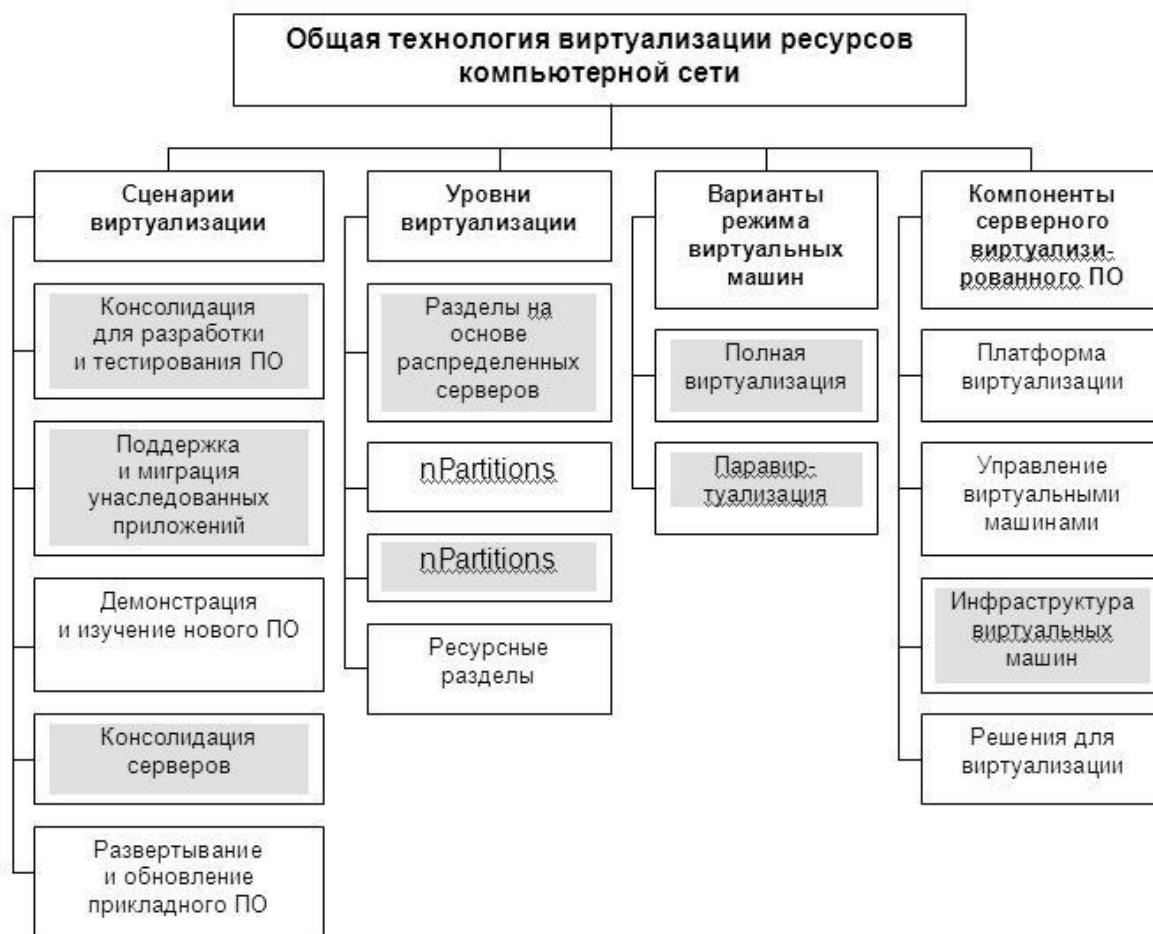 Общая технология виртуализации ресурсов
компьютерной сети
Сценарии
виртуализации
Консолидация
для разработки
и тестирования ПО
Поддержка
и миграция
унаследованных
приложений
Демонстрация
и изучение нового ПО
Консолидация
серверов
Развертывание
и обновление
прикладного ПО
Уровни
виртуализации
Разделы на
основе
распределенных
серверов
nPartitions
nPartitions
Ресурсные
разделы
Варианты
режима
виртуальных
машин
Полная
виртуализация
Паравир-
туализация
Компоненты
серверного
виртуализи-
рованного ПО
Платформа
виртуализации
Управление
виртуальными
машинами
Инфраструктура
виртуальных
машин
Решения для
виртуализации